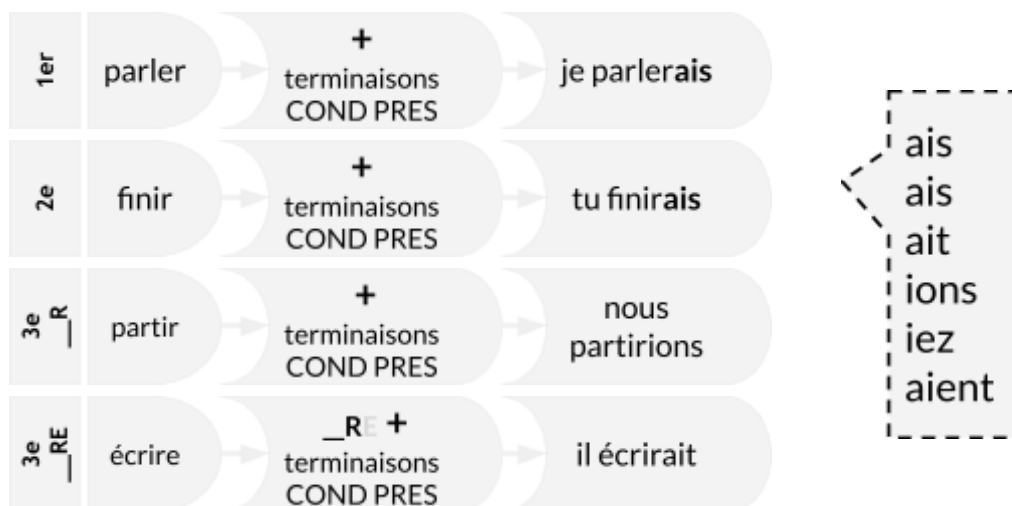 1er
parler
+
terminaisons
COND PRES
je parlerais
2e
finir
+
terminaisons
COND PRES
tu finirais
3e
_R
partir
+
terminaisons
COND PRES
nous
partirions
3e
_RE
écrire
_RE +
terminaisons
COND PRES
il écrirait
ais
ais
ait
ions
iez
aient